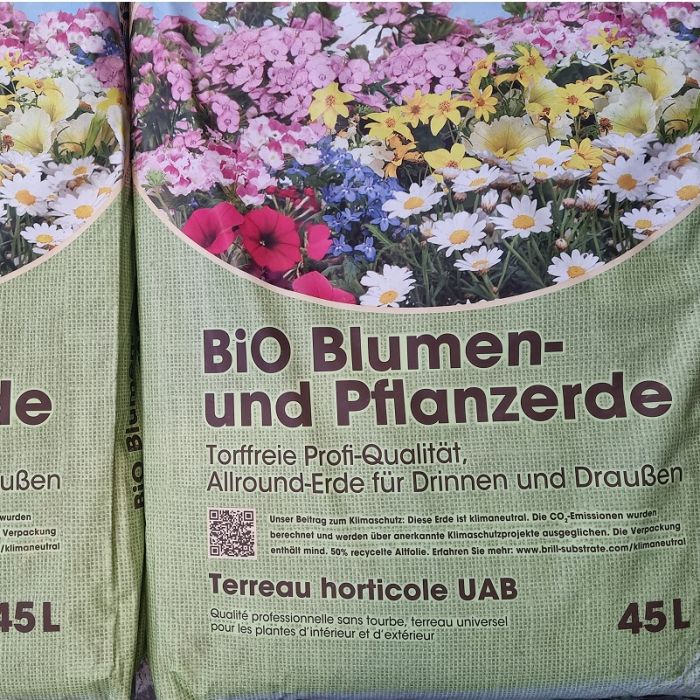 BiO Blumen-
und Pflanzerde
Torffreie Profi-Qualität,
Allround-Erde für Drinnen und Draußen
Unser Beitrag zum Klimaschutz: Diese Erde ist klimaneutral. Die CO₂-Emissionen wurden
berechnet und werden über anerkannte Klimaschutzprojekte ausgeglichen. Die Verpackung
enthält mind. 50% recycelte Altfolie. Erfahren Sie mehr: www.brill-substrate.com/klimaneutral
Terreau horticole UAB
Qualité professionnelle sans tourbe, terreau universel
pour les plantes d'intérieur et d'extérieur
45 L
de
ußen
wurden
Verpackung
/klimaneutral
45 L
BiO Blumen